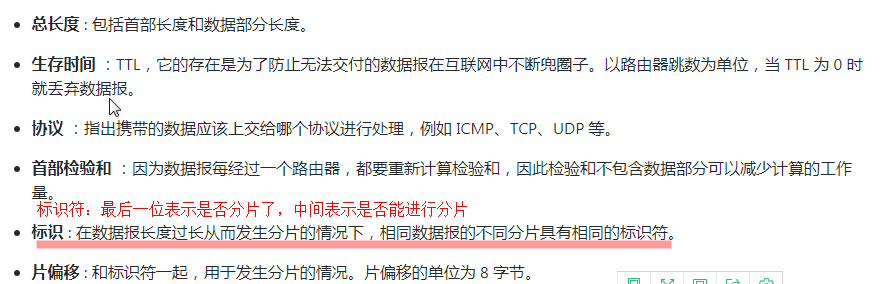 总长度 : 包括首部长度和数据部分长度。
生存时间 ：TTL，它的存在是为了防止无法交付的数据报在互联网中不断兜圈子。以路由器跳数为单位，当 TTL 为 0 时
就丢弃数据报。
协议 ：指出携带的数据应该上交给哪个协议进行处理，例如 ICMP、TCP、UDP 等。
首部检验和 ：因为数据报每经过一个路由器，都要重新计算检验和，因此检验和不包含数据部分可以减少计算的工作
量。
标识符：最后一位表示是否分片了，中间表示是否能进行分片
标识 : 在数据报长度过长从而发生分片的情况下，相同数据报的不同分片具有相同的标识符。
片偏移 : 和标识符一起，用于发生分片的情况。片偏移的单位为 8 字节。